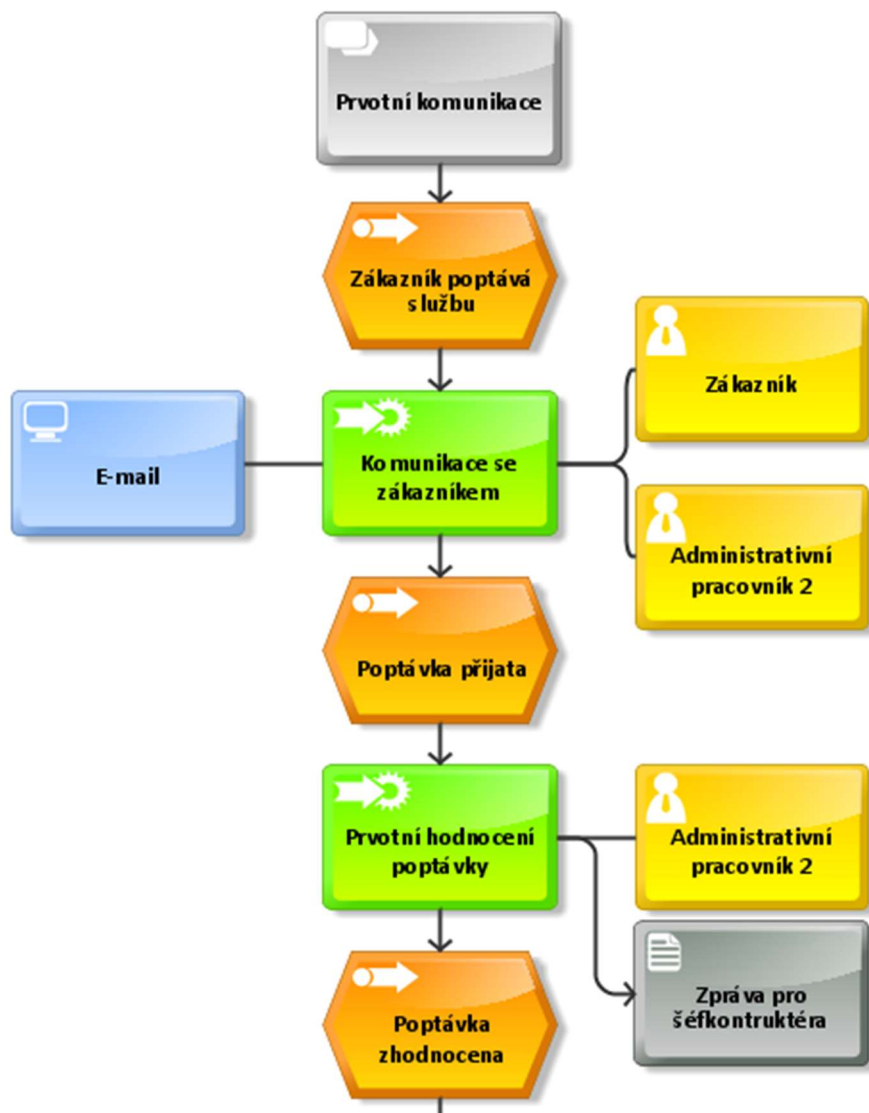 Prvotní komunikace
Zákazník poptává
službu
Zákazník
E-mail
Komunikace se
zákazníkem
Administrativní
pracovník 2
Poptávka přijata
Prvotní hodnocení
poptávky
Administrativní
pracovník 2
Zpráva pro
šéfkontruktéra
Poptávka
zhodnocena